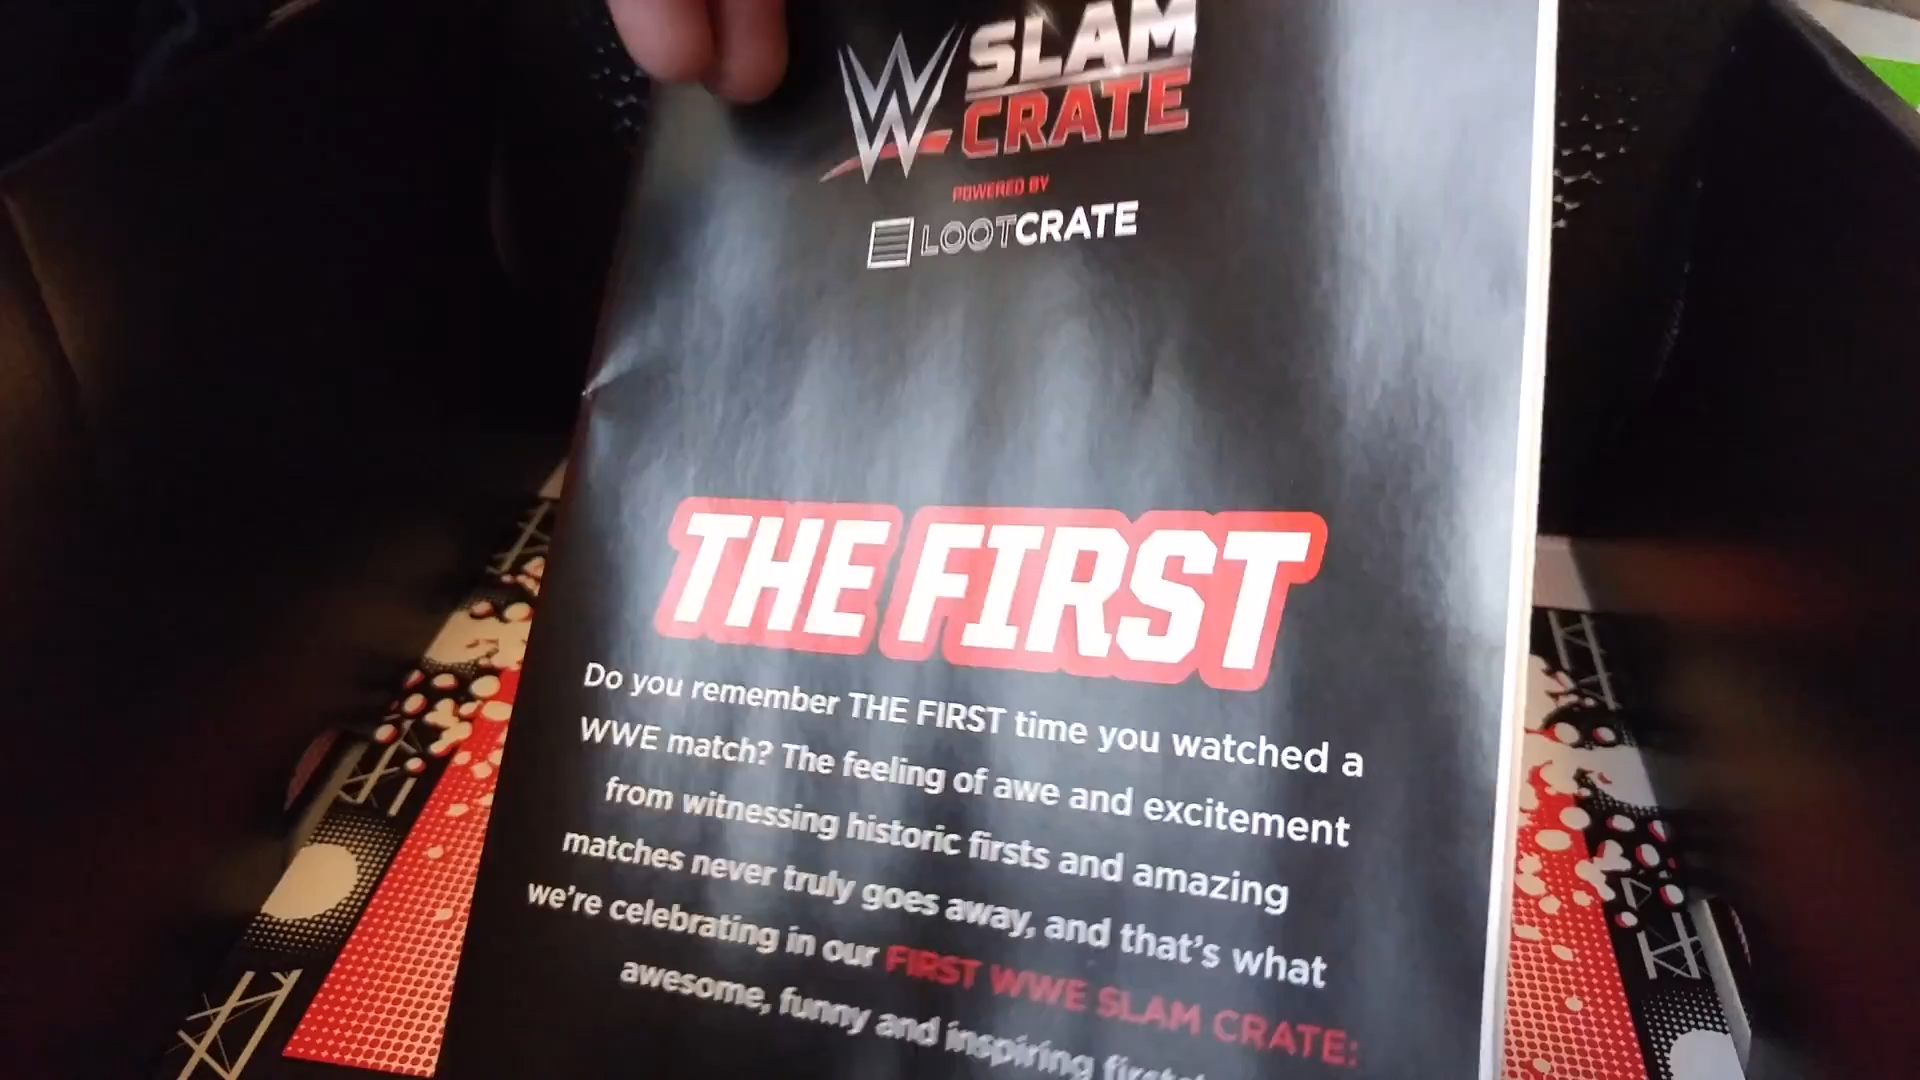 W SLAM
CRATE
POWERED BY
LOOTCRATE
THE FIRST
Do you remember THE FIRST time you watched a
WWE match? The feeling of awe and excitement
from witnessing historic firsts and amazing
matches never truly goes away, and that's what
we're celebrating in our FIRST WWE SLAM CRATE:
awesome, funny and inspiring firsts